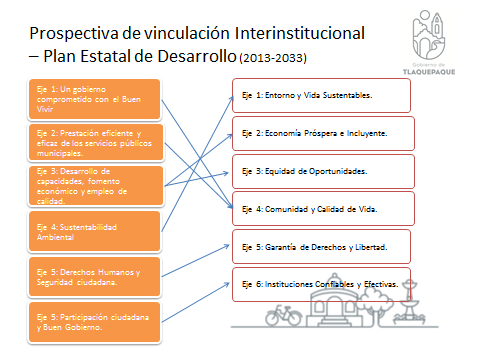 Prospectiva de vinculación Interinstitucional
– Plan Estatal de Desarrollo (2013-2033)
Gobierno de
TLAQUEPAQUE
Eje 1: Un gobierno
comprometido con el Buen
Vivir
Eje 2: Prestación eficiente y
eficaz de los servicios públicos
municipales.
Eje 3: Desarrollo de
capacidades, fomento
económico y empleo de
calidad.
Eje 4: Sustentabilidad
Ambiental
Eje 5: Derechos Humanos y
Seguridad ciudadana.
Eje 5: Participación ciudadana
y Buen Gobierno.
Eje 1: Entorno y Vida Sustentables.
Eje 2: Economía Próspera e Incluyente.
Eje 3: Equidad de Oportunidades.
Eje 4: Comunidad y Calidad de Vida.
Eje 5: Garantía de Derechos y Libertad.
Eje 6: Instituciones Confiables y Efectivas.